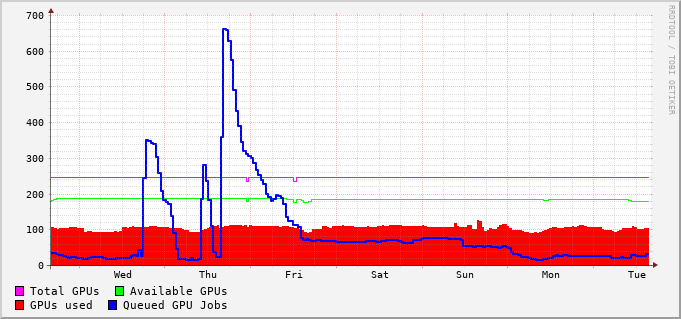 700
600
500
400
300
200
100
0
Wed Thu Fri Sat Sun Mon Tue
Total GPUs Available GPUs
GPUs used Queued GPU Jobs
RRDTOOL / TOBI OETIKER